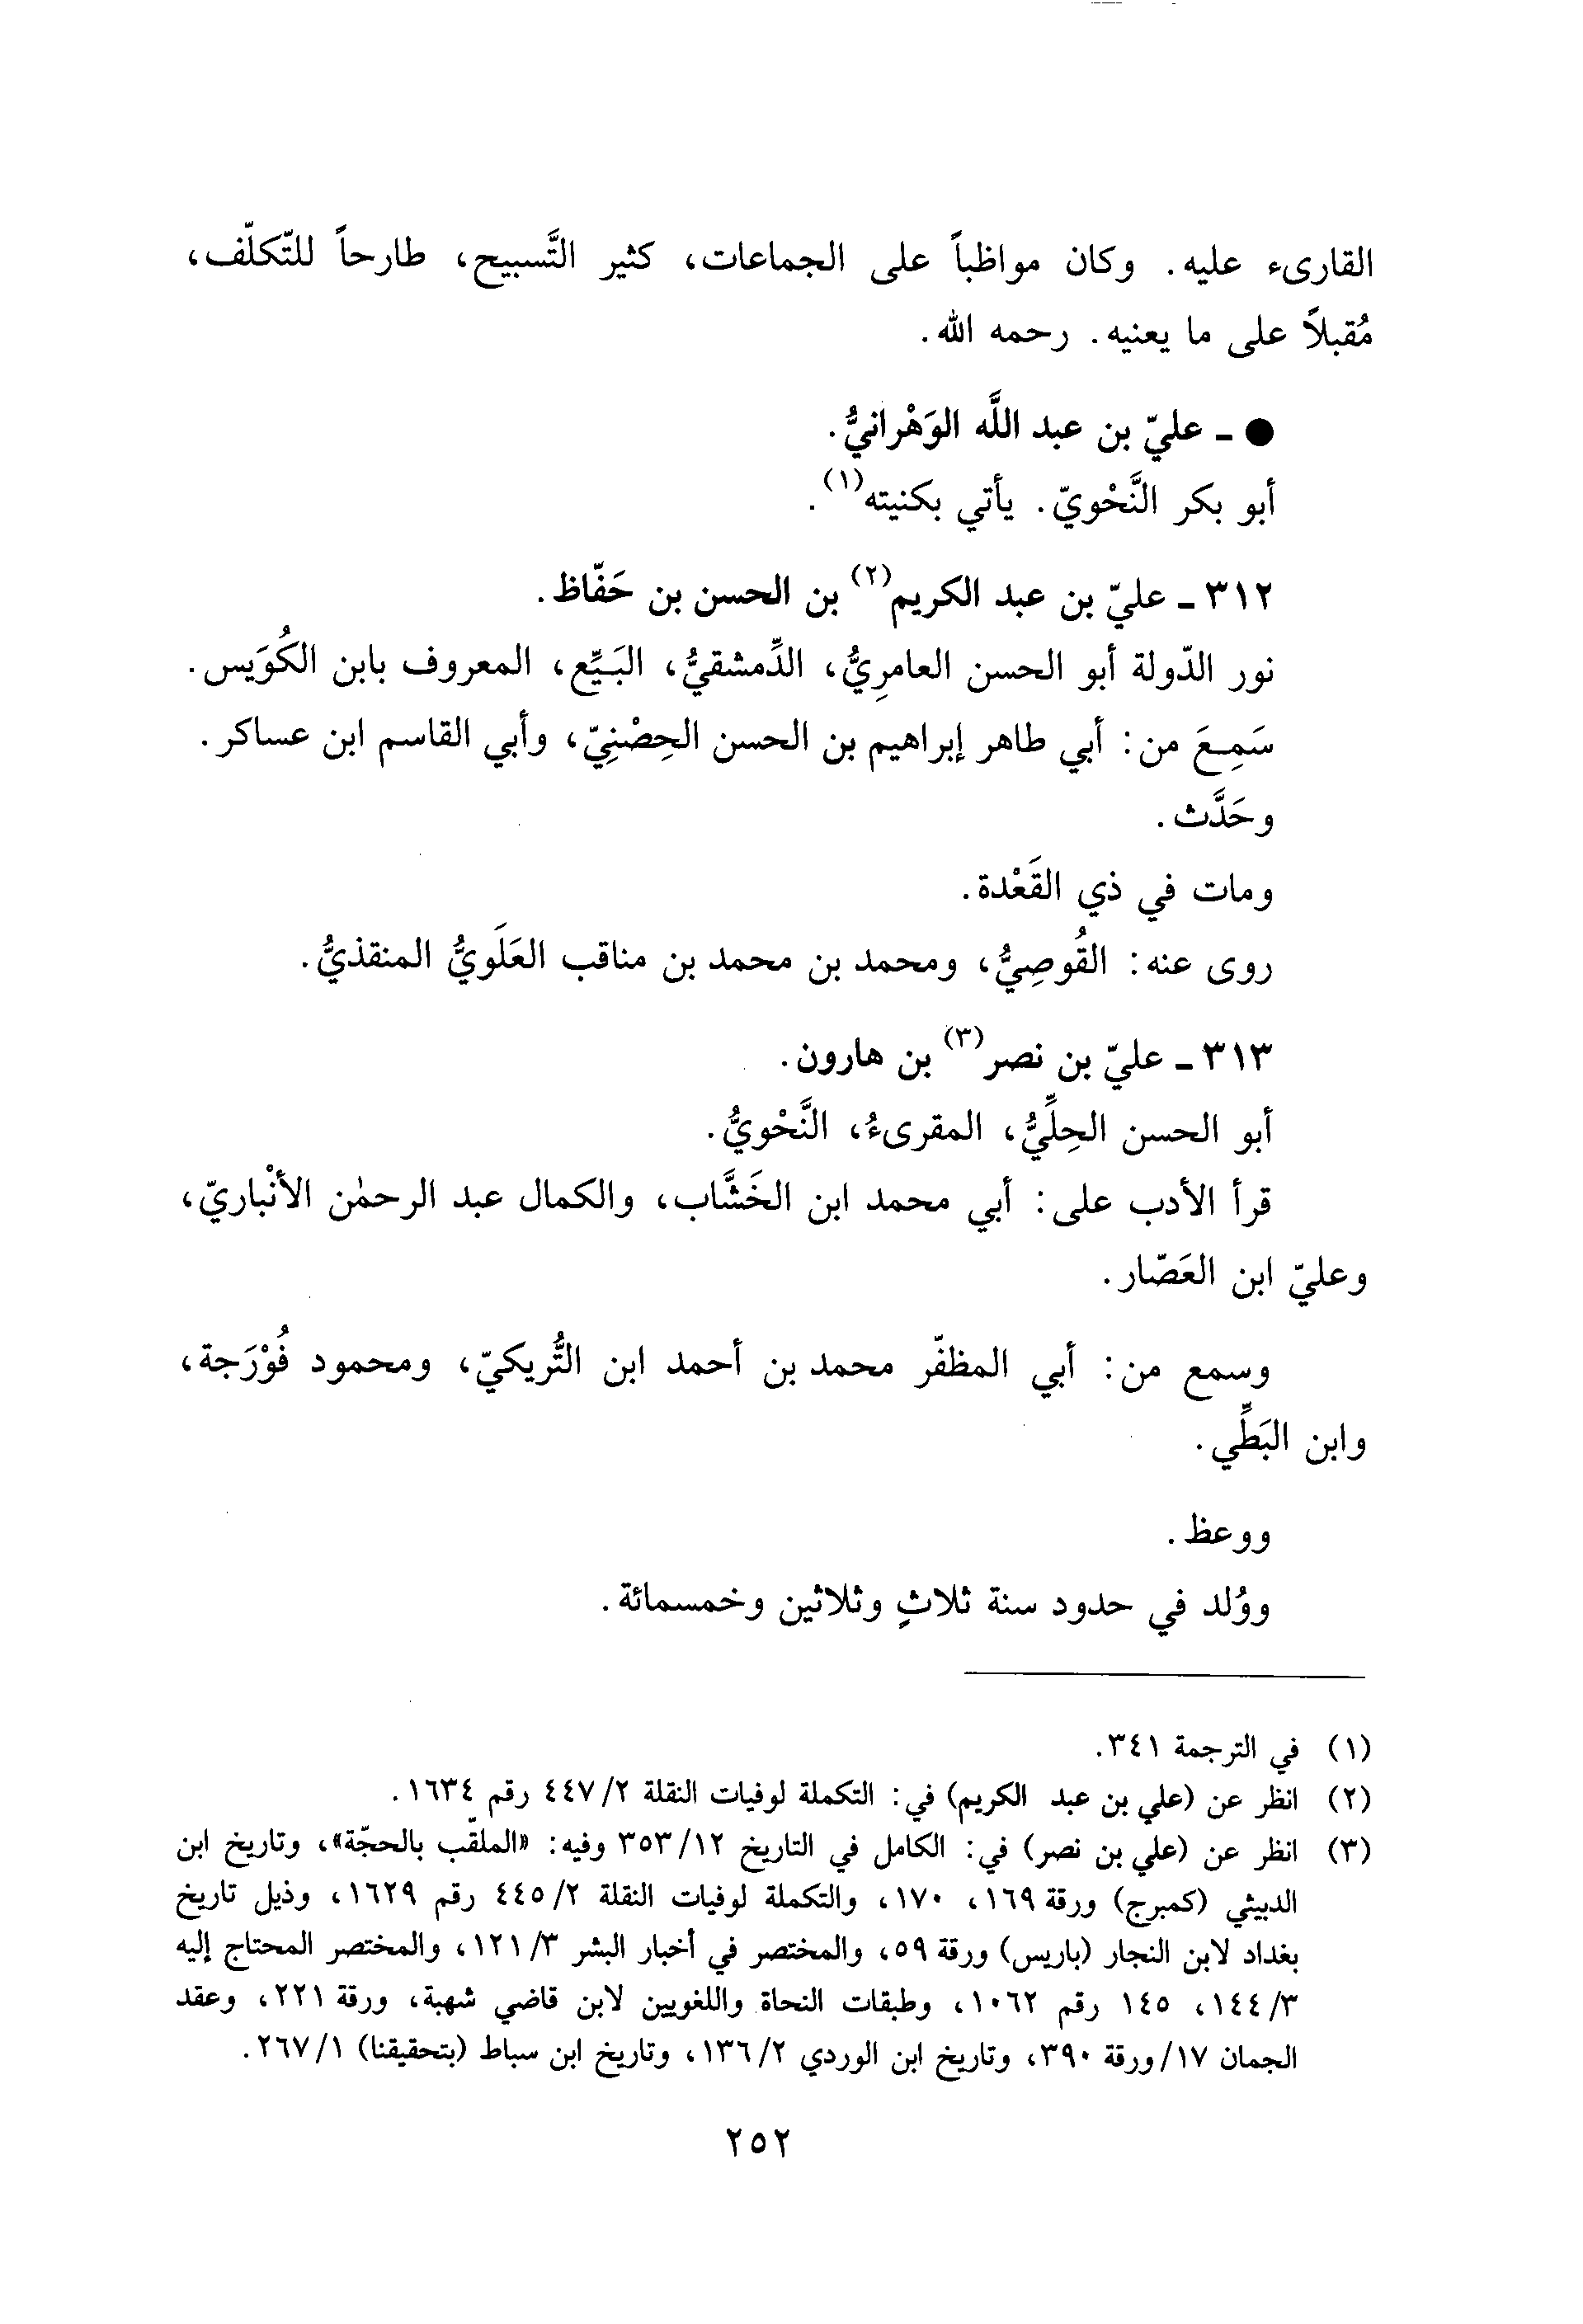 القارىء عليه. وكان مواظباً على الجماعات، كثير التَّسبيح، طارحاً للتّكلّف،
مُقبلاً على ما يعنيه. رحمه الله.
● ـ عليّ بن عبد اللَّه الوَهْرانيُّ.
أبو بكر النَّحْويّ. يأتي بكنيته(١).
٣١٢ ـ عليّ بن عبد الكريم(٢) بن الحسن بن حَفّاظ.
نور الدّولة أبو الحسن العامرِيُّ، الدِّمشقيُّ، البَيِّع، المعروف بابن الكُوَيس.
سَمِعَ من: أبي طاهر إبراهيم بن الحسن الحِصْنِيّ، وأبي القاسم ابن عساكر.
وحَدَّث.
ومات في ذي القَعْدة.
روى عنه: القُوصِيُّ، ومحمد بن محمد بن مناقب العَلَويُّ المنقذيُّ.
٣١٣ ـ عليّ بن نصر(٣) بن هارون.
أبو الحسن الحِلِّيُّ، المقرىءُ، النَّحْويُّ.
قرأ الأدب على: أبي محمد ابن الخَشَّاب، والكمال عبد الرحمٰن الأنْباريّ،
وعليّ ابن العَصّار.
وسمع من: أبي المظفّر محمد بن أحمد ابن التُّريكيّ، ومحمود فُوْرَجة،
وابن البَطِّي.
ووعظ.
ووُلد في حدود سنة ثلاثٍ وثلاثين وخمسمائة.
(١) في الترجمة ٣٤١.
(٢) انظر عن (علي بن عبد الكريم) في: التكملة لوفيات النقلة ٤٤٧/٢ رقم ١٦٣٤.
(٣) انظر عن (علي بن نصر) في: الكامل في التاريخ ٣٥٣/١٢ وفيه: «الملقّب بالحجّة»، وتاريخ ابن
الدبيثي (كمبرج) ورقة ١٦٩، ١٧٠، والتكملة لوفيات النقلة ٤٤٥/٢ رقم ١٦٢٩، وذيل تاريخ
بغداد لابن النجار (باريس) ورقة ٥٩، والمختصر في أخبار البشر ١٢١/٣، والمختصر المحتاج إليه
١٤٤/٣، ١٤٥ رقم ١٠٦٢، وطبقات النحاة واللغويين لابن قاضي شهبة، ورقة ٢٢١، وعقد
الجمان ١٧/ورقة ٣٩٠، وتاريخ ابن الوردي ١٣٦/٢، وتاريخ ابن سباط (بتحقيقنا) ٢٦٧/١.
٢٥٢